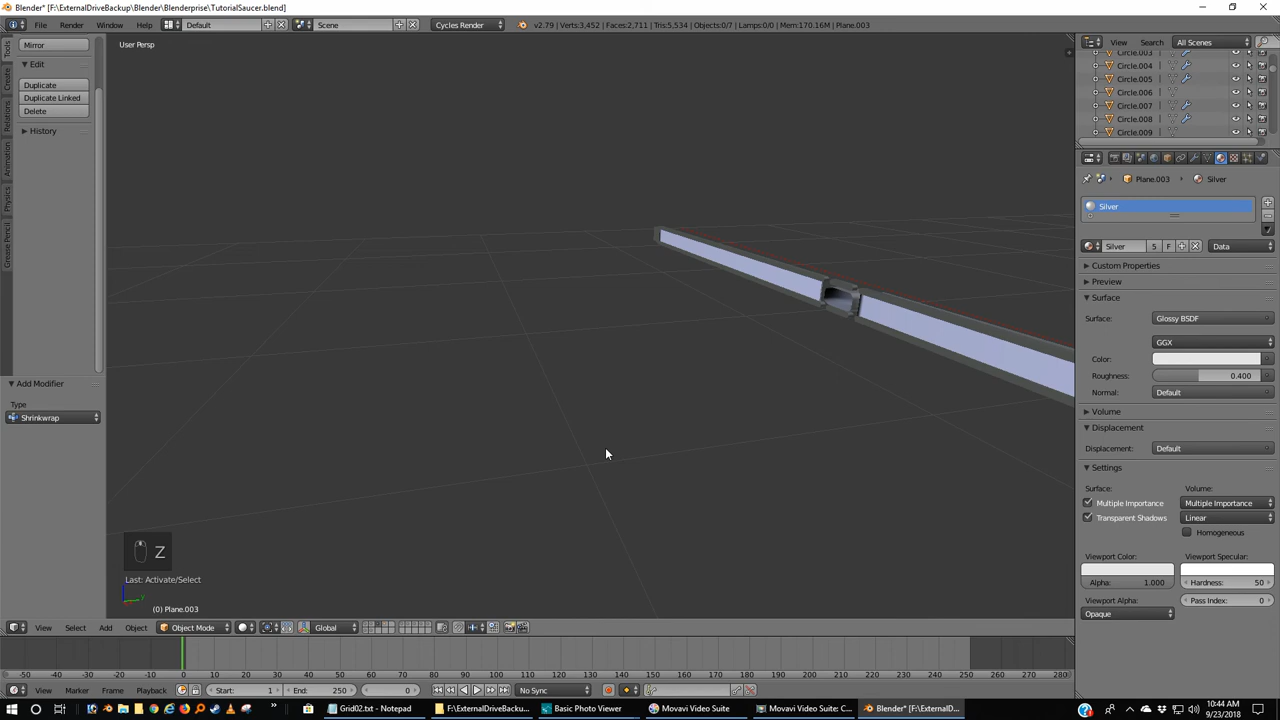 Blender* [F:\ExternalDriveBackup\Blender\Blenderprise\TutorialSaucer.blend]
File Render Window Help Default Scene Cycles Render v2.79 | Verts:3,452 | Faces:2,711 | Tris:5,534 | Objects:0/7 | Lamps:0/0 | Mem:170.16M | Plane.003
User Persp
View Search All Scenes
Tools
Create
Relations
Animation
Physics
Grease Pencil
Mirror
Edit
Duplicate
Duplicate Linked
Delete
History
Add Modifier
Type
Shrinkwrap
Circle.003
Circle.004
Circle.005
Circle.006
Circle.007
Circle.008
Circle.009
Plane.003 Silver
Silver
Silver 5 F Data
Custom Properties
Preview
Surface
Surface: Glossy BSDF
GGX
Color:
Roughness: 0.400
Normal: Default
Volume
Displacement
Displacement: Default
Settings
Surface: Volume:
Multiple Importance Multiple Importance
Transparent Shadows Linear
Homogeneous
Viewport Color: Viewport Specular:
Alpha: 1.000 Hardness: 50
Viewport Alpha: Pass Index: 0
Opaque
Z
Last: Activate/Select
(0) Plane.003
View Select Add Object Object Mode Global
-50 -40 -30 -20 -10 0 10 20 30 40 50 60 70 80 90 100 110 120 130 140 150 160 170 180 190 200 210 220 230 240 250 260 270 280
View Marker Frame Playback Start: 1 End: 250 0 No Sync
Grid02.txt - Notepad F:\ExternalDriveBacku... Basic Photo Viewer Movavi Video Suite Movavi Video Suite: C... Blender* [F:\ExternalD...
10:44 AM
9/23/2018